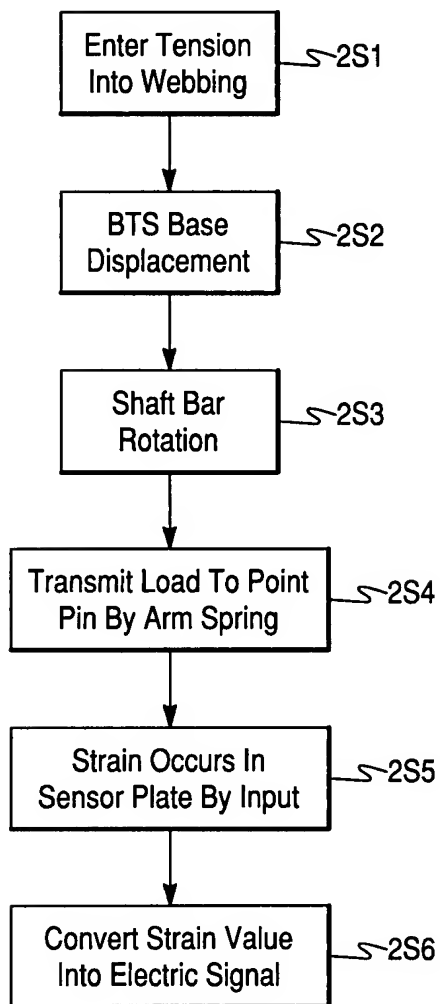 Enter Tension
Into Webbing
2S1
BTS Base
Displacement
2S2
Shaft Bar
Rotation
2S3
Transmit Load To Point
Pin By Arm Spring
2S4
Strain Occurs In
Sensor Plate By Input
2S5
Convert Strain Value
Into Electric Signal
2S6